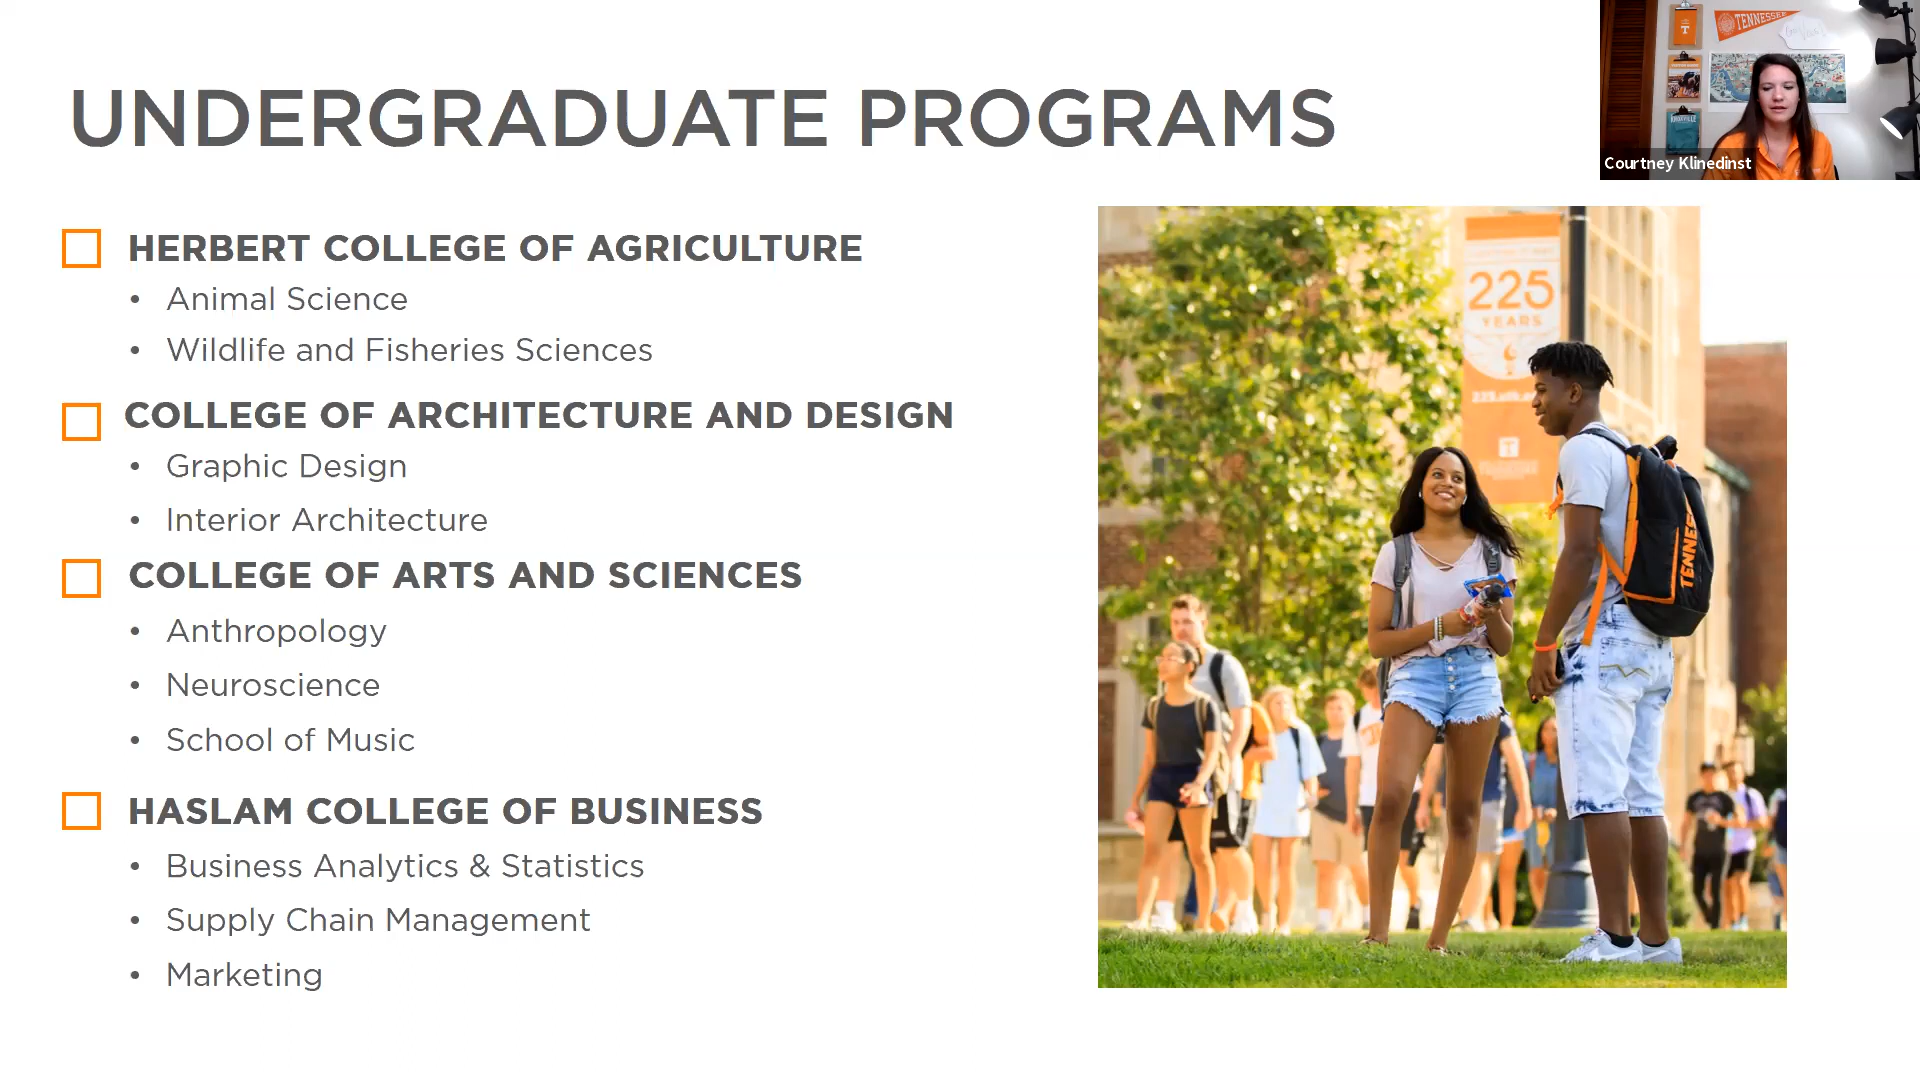 UNDERGRADUATE PROGRAMS
HERBERT COLLEGE OF AGRICULTURE
• Animal Science
• Wildlife and Fisheries Sciences
COLLEGE OF ARCHITECTURE AND DESIGN
• Graphic Design
• Interior Architecture
COLLEGE OF ARTS AND SCIENCES
• Anthropology
• Neuroscience
• School of Music
HASLAM COLLEGE OF BUSINESS
• Business Analytics & Statistics
• Supply Chain Management
• Marketing
TENNESSEE
KNOXVILLE
Courtney Klinedinst
225
YEARS
TENNES